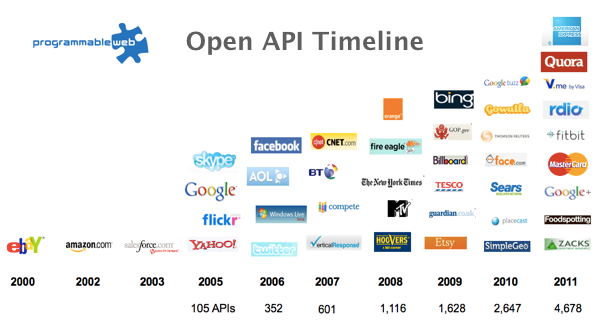 programmableweb
Open API Timeline
AMERICAN
EXPRESS
Quora
Google buzz
V.me by Visa
bing
orange
Gowalla
rdio
GOP.gov
facebook
cnet CNET.com
fire eagle
THOMSON REUTERS
fitbit
skype
Billboard
face.com
MasterCard
AOL
BT
The New York Times
TESCO
Sears
Google+
Google
Windows Live
compete
MTV
guardian.co.uk
placecast
Foodspotting
flickr
ebaY
amazon.com
salesforce.com
YAHOO!
twitter
VerticalResponse
HOOVERS
Etsy
SimpleGeo
ZACKS
2000 2002 2003 2005 2006 2007 2008 2009 2010 2011
105 APIs 352 601 1,116 1,628 2,647 4,678